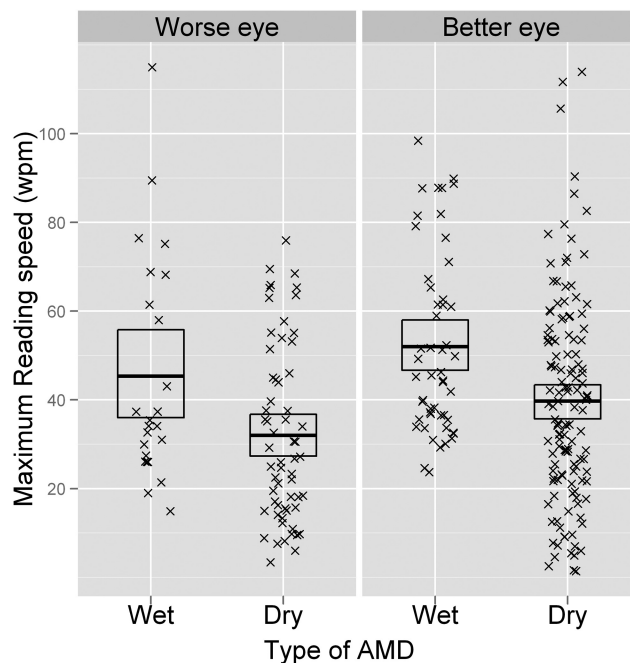 Worse eye
Better eye
Maximum Reading speed (wpm)
100
80
60
40
20
Wet
Dry
Wet
Dry
Type of AMD